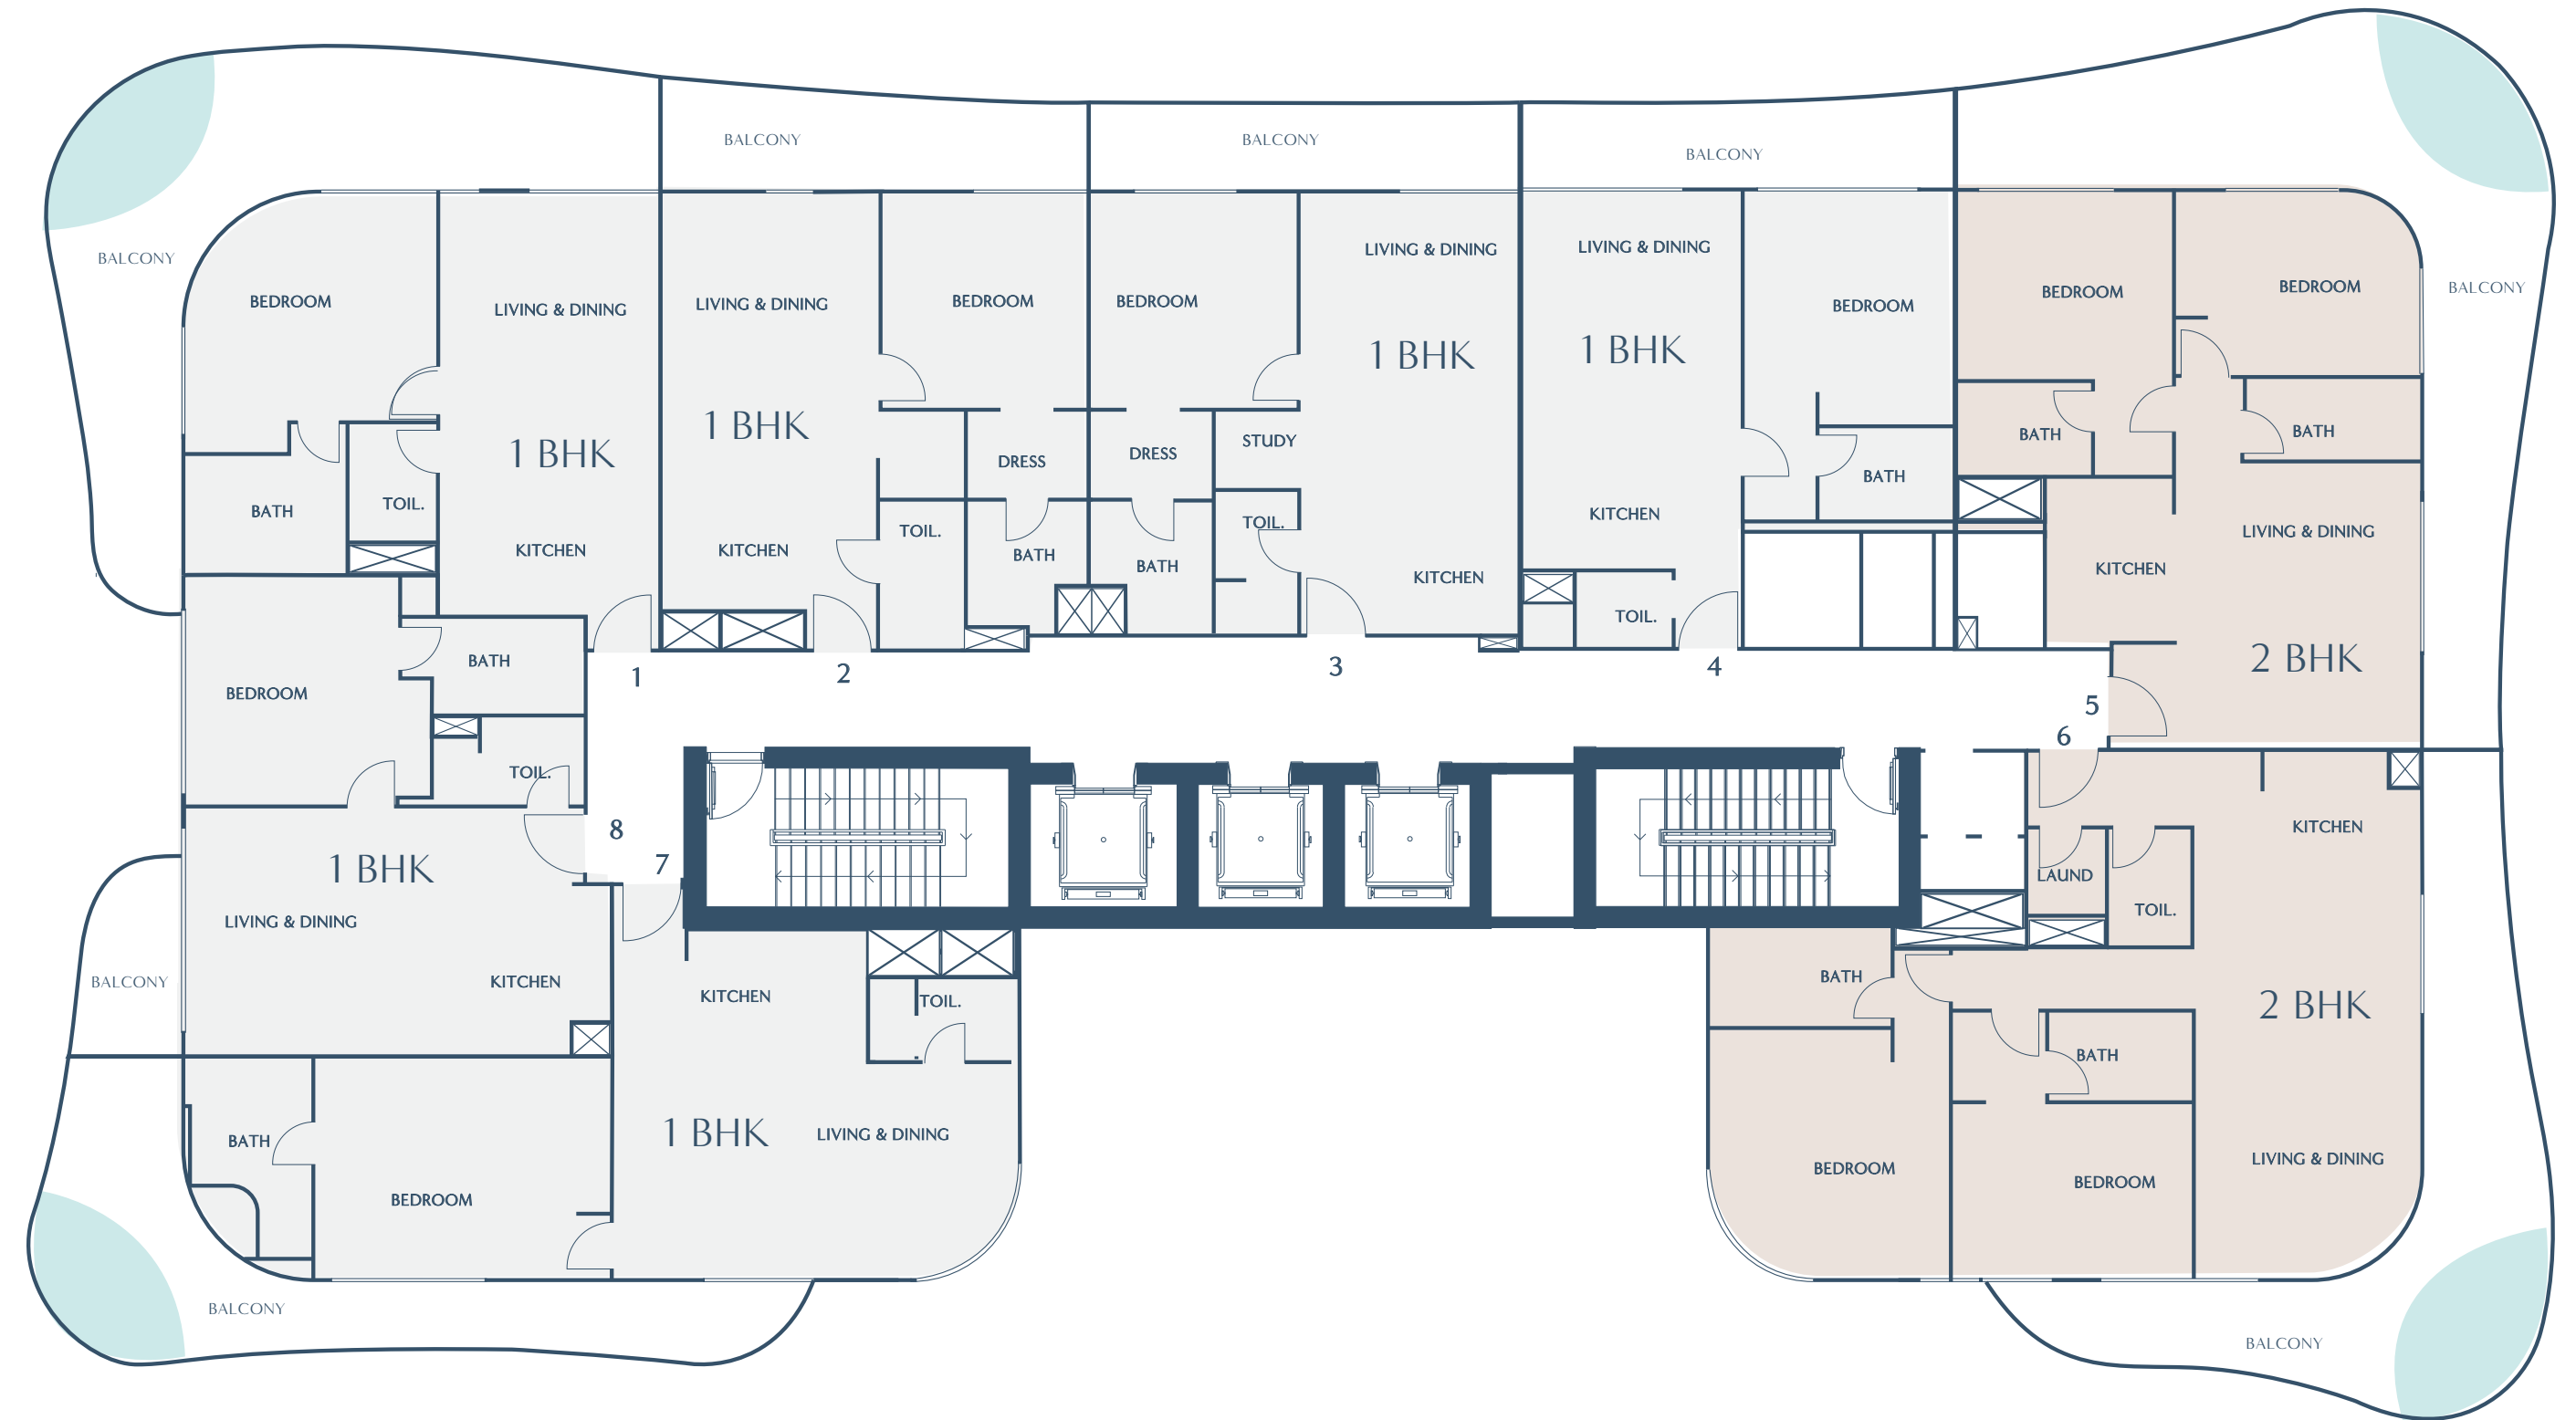 BALCONY
BALCONY
BALCONY
BALCONY
BALCONY
BEDROOM
LIVING & DINING
1 BHK
BATH
TOIL.
KITCHEN
1
LIVING & DINING
BEDROOM
1 BHK
DRESS
TOIL.
KITCHEN
BATH
2
BEDROOM
LIVING & DINING
1 BHK
STUDY
DRESS
TOIL.
BATH
KITCHEN
3
LIVING & DINING
BEDROOM
1 BHK
BATH
KITCHEN
TOIL.
4
BEDROOM
BEDROOM
BATH
BATH
LIVING & DINING
KITCHEN
2 BHK
5
6
KITCHEN
LAUND
TOIL.
BATH
2 BHK
BATH
LIVING & DINING
BEDROOM
BEDROOM
BALCONY
BATH
BEDROOM
TOIL.
8
1 BHK
LIVING & DINING
KITCHEN
BALCONY
7
KITCHEN
TOIL.
1 BHK
LIVING & DINING
BATH
BEDROOM
BALCONY